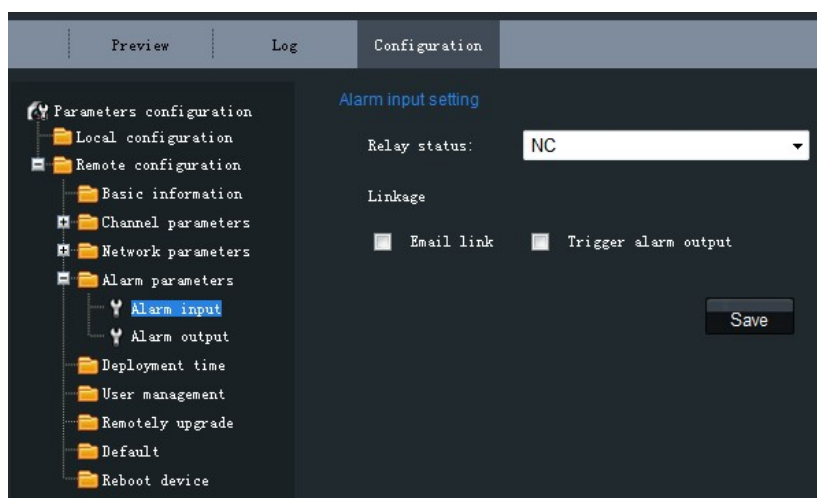 Preview Log Configuration
Parameters configuration
Local configuration
Remote configuration
Basic information
Channel parameters
Network parameters
Alarm parameters
Alarm input
Alarm output
Deployment time
User management
Remotely upgrade
Default
Reboot device
Alarm input setting
Relay status: NC
Linkage
Email link Trigger alarm output
Save